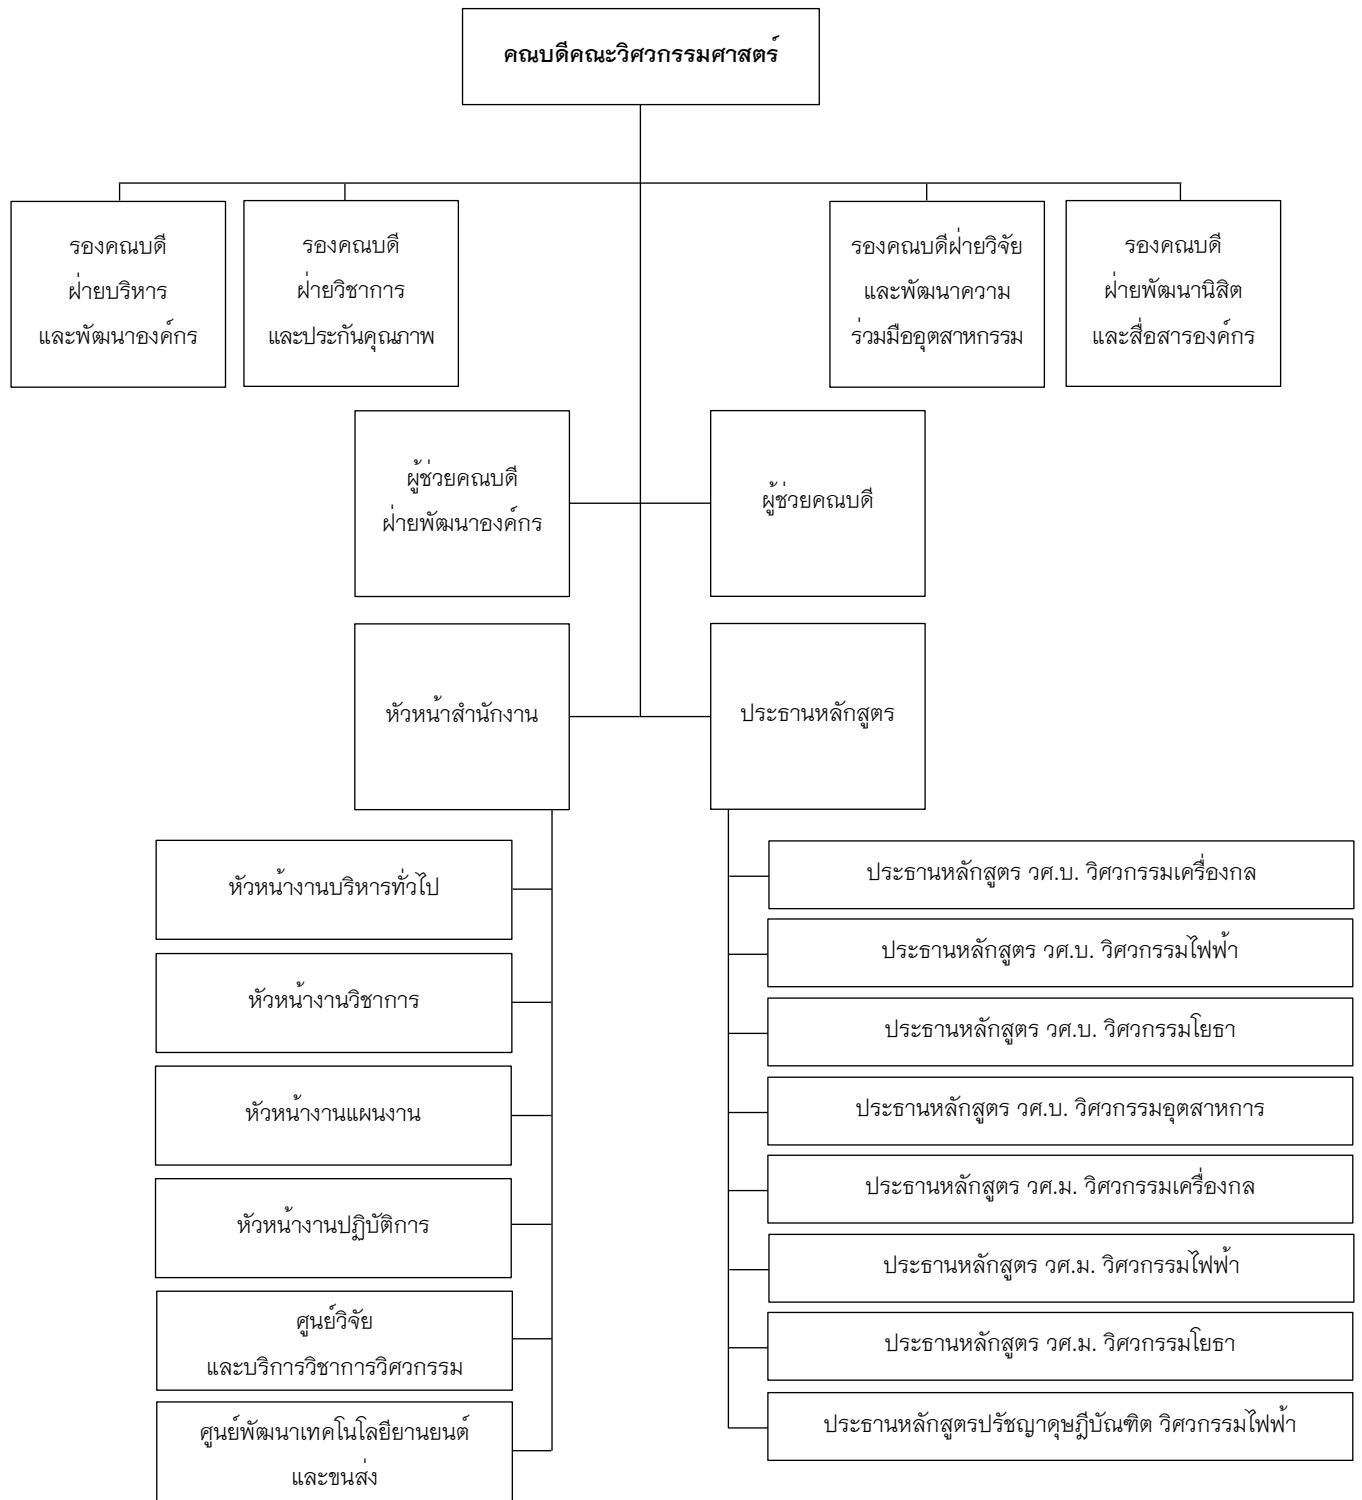 คณบดีคณะวิศวกรรมศาสตร์
รองคณบดี
ฝ่ายบริหาร
และพัฒนาองค์กร
รองคณบดี
ฝ่ายวิชาการ
และประกันคุณภาพ
รองคณบดีฝ่ายวิจัย
และพัฒนาความ
ร่วมมืออุตสาหกรรม
รองคณบดี
ฝ่ายพัฒนานิสิต
และสื่อสารองค์กร
ผู้ช่วยคณบดี
ฝ่ายพัฒนาองค์กร
ผู้ช่วยคณบดี
หัวหน้าสำนักงาน
ประธานหลักสูตร
หัวหน้างานบริหารทั่วไป
หัวหน้างานวิชาการ
หัวหน้างานแผนงาน
หัวหน้างานปฏิบัติการ
ศูนย์วิจัย
และบริการวิชาการวิศวกรรม
ศูนย์พัฒนาเทคโนโลยียานยนต์
และขนส่ง
ประธานหลักสูตร วศ.บ. วิศวกรรมเครื่องกล
ประธานหลักสูตร วศ.บ. วิศวกรรมไฟฟ้า
ประธานหลักสูตร วศ.บ. วิศวกรรมโยธา
ประธานหลักสูตร วศ.บ. วิศวกรรมอุตสาหการ
ประธานหลักสูตร วศ.ม. วิศวกรรมเครื่องกล
ประธานหลักสูตร วศ.ม. วิศวกรรมไฟฟ้า
ประธานหลักสูตร วศ.ม. วิศวกรรมโยธา
ประธานหลักสูตรปรัชญาดุษฎีบัณฑิต วิศวกรรมไฟฟ้า